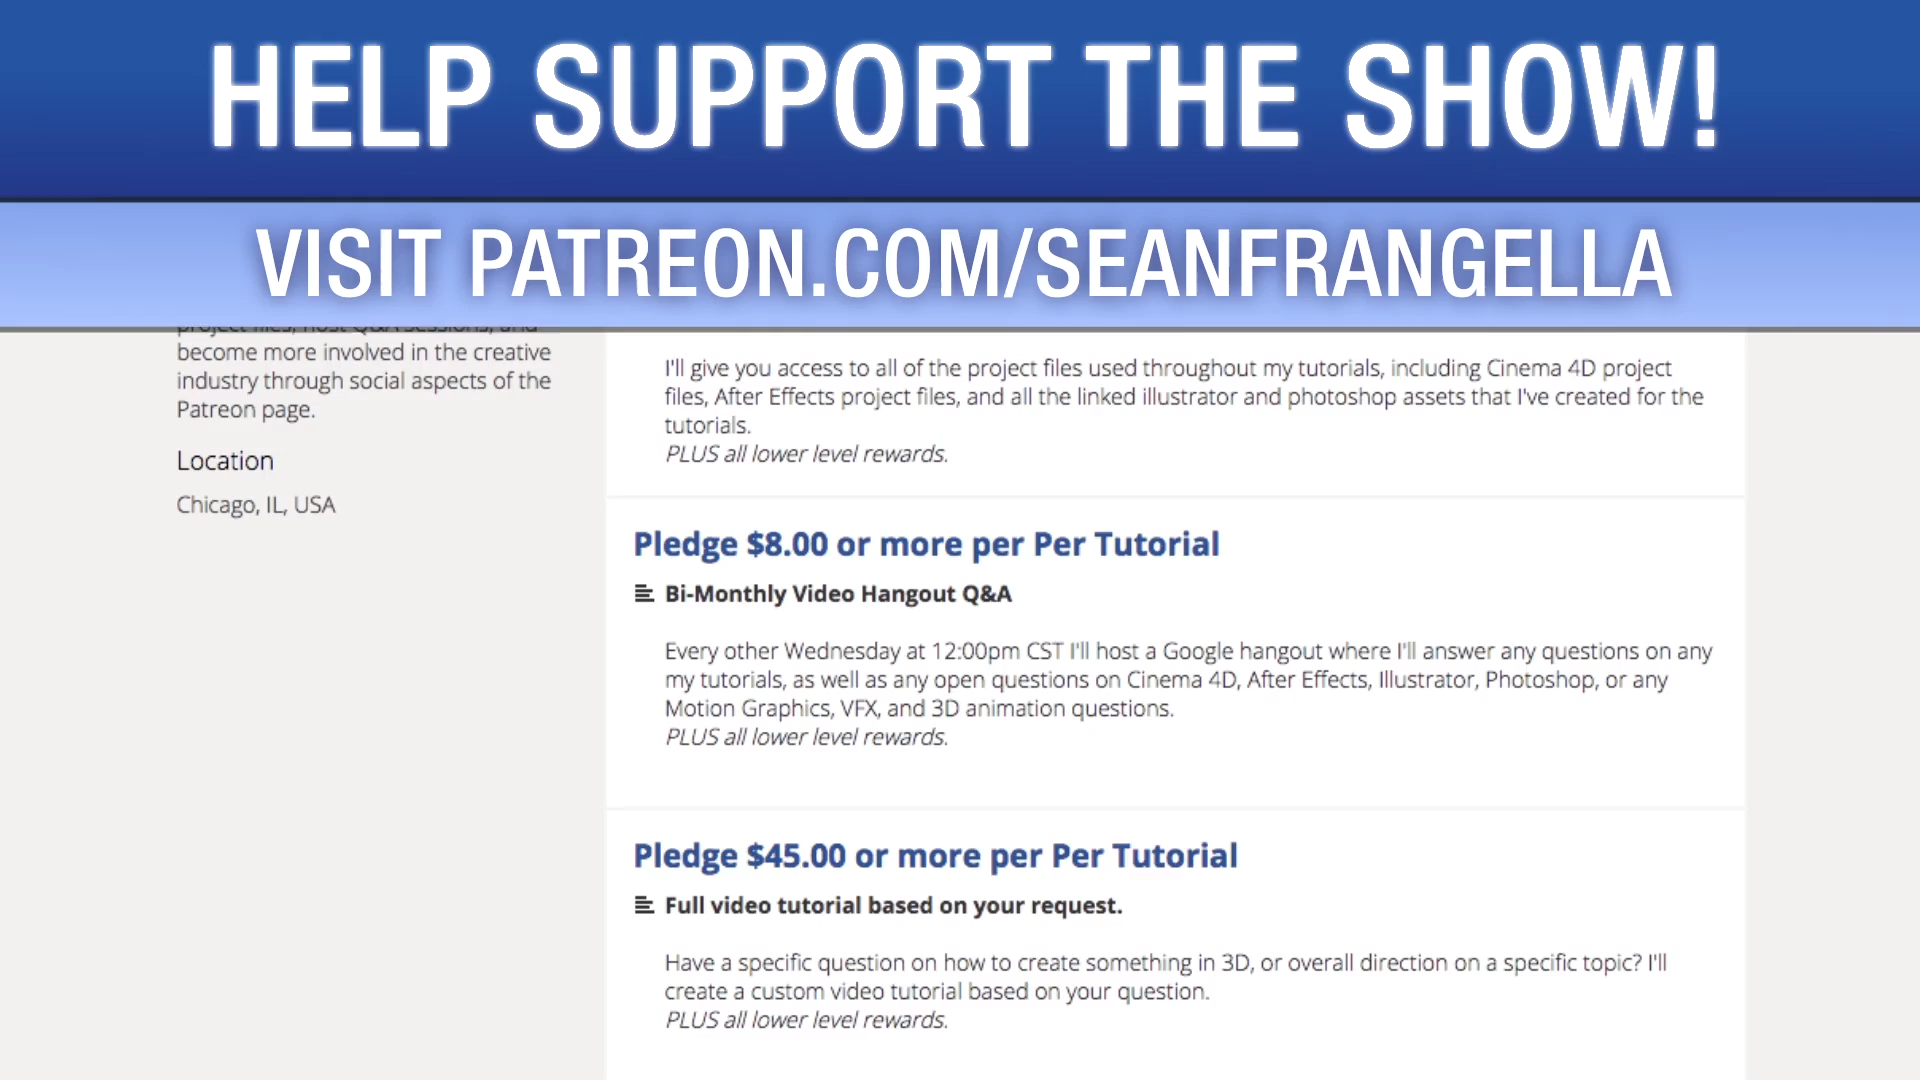 HELP SUPPORT THE SHOW!
VISIT PATREON.COM/SEANFRANGELLA
project files, host Q&A sessions, and
become more involved in the creative
industry through social aspects of the
Patreon page.
Location
Chicago, IL, USA
I'll give you access to all of the project files used throughout my tutorials, including Cinema 4D project
files, After Effects project files, and all the linked illustrator and photoshop assets that I've created for the
tutorials.
PLUS all lower level rewards.
Pledge $8.00 or more per Per Tutorial
Bi-Monthly Video Hangout Q&A
Every other Wednesday at 12:00pm CST I'll host a Google hangout where I'll answer any questions on any
my tutorials, as well as any open questions on Cinema 4D, After Effects, Illustrator, Photoshop, or any
Motion Graphics, VFX, and 3D animation questions.
PLUS all lower level rewards.
Pledge $45.00 or more per Per Tutorial
Full video tutorial based on your request.
Have a specific question on how to create something in 3D, or overall direction on a specific topic? I'll
create a custom video tutorial based on your question.
PLUS all lower level rewards.